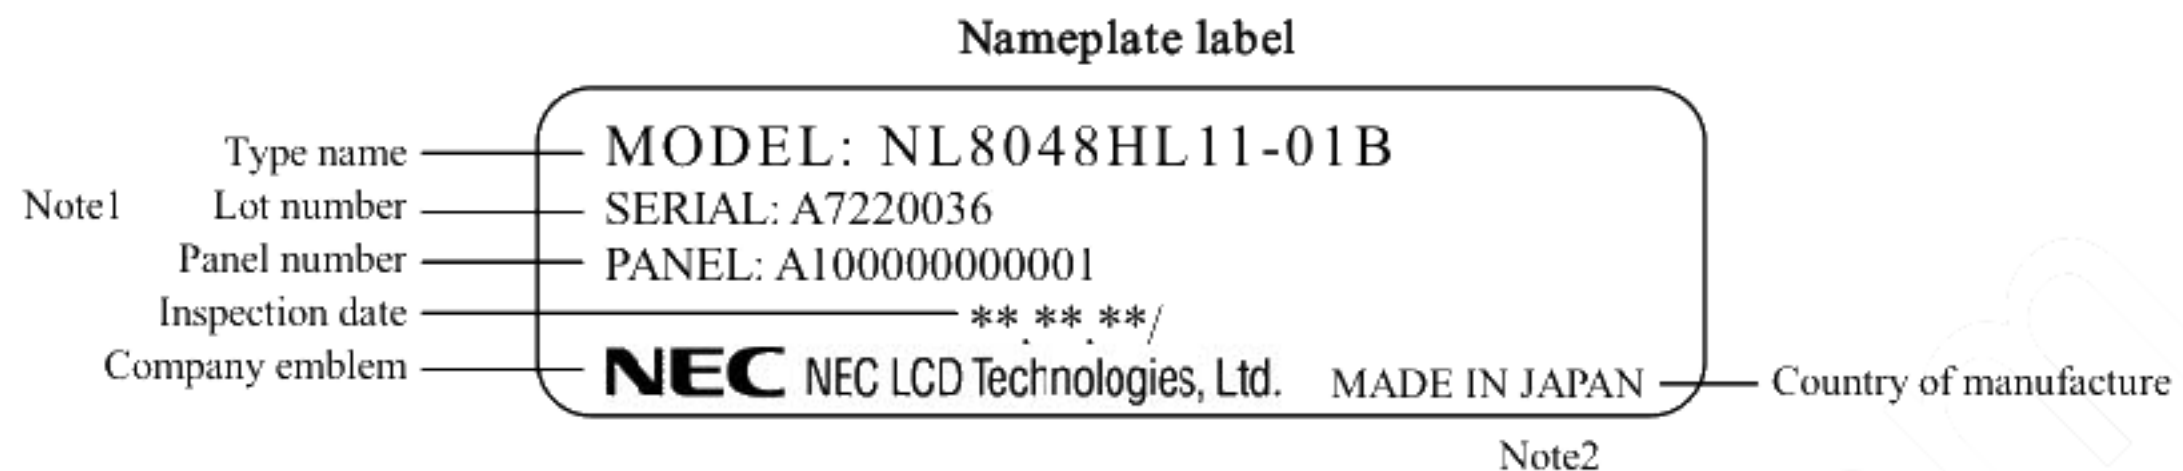 Nameplate label
Type name MODEL: NL8048HL11-01B
Note1 Lot number SERIAL: A7220036
Panel number PANEL: A100000000001
Inspection date **.**.**/
Company emblem NEC NEC LCD Technologies, Ltd. MADE IN JAPAN Country of manufacture
Note2